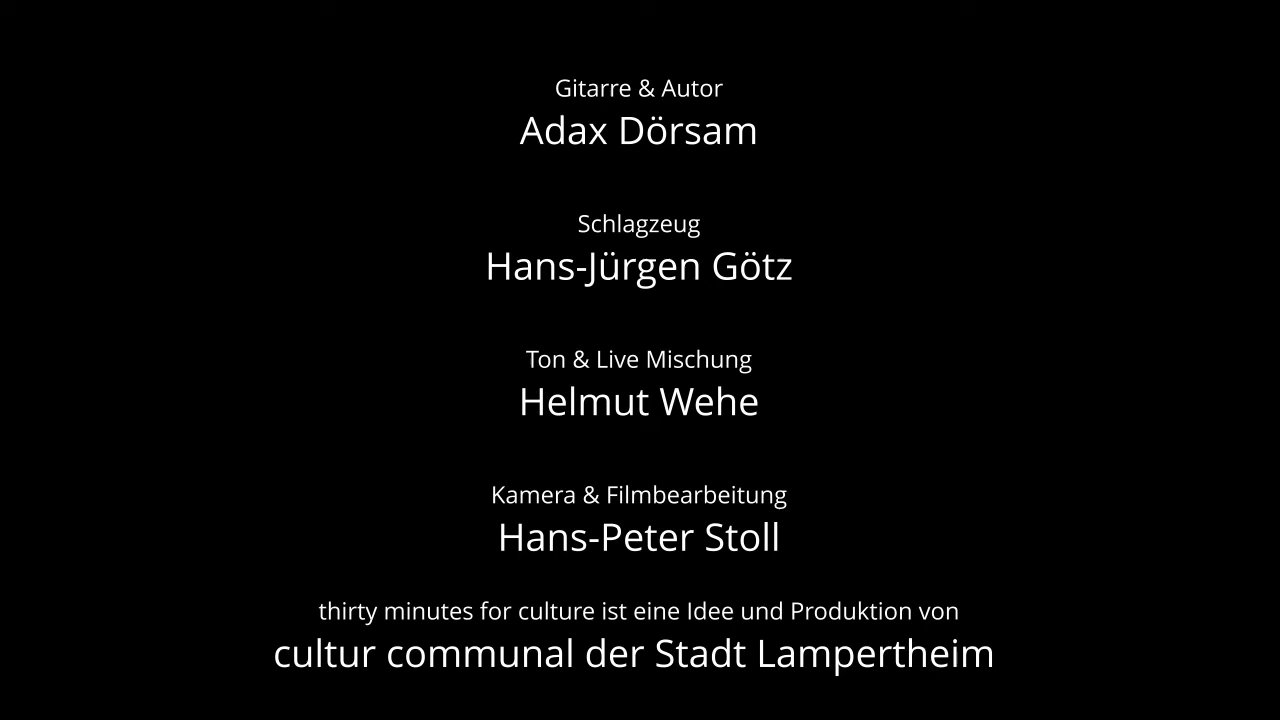 Gitarre & Autor
Adax Dörsam
Schlagzeug
Hans-Jürgen Götz
Ton & Live Mischung
Helmut Wehe
Kamera & Filmbearbeitung
Hans-Peter Stoll
thirty minutes for culture ist eine Idee und Produktion von
cultur communal der Stadt Lampertheim